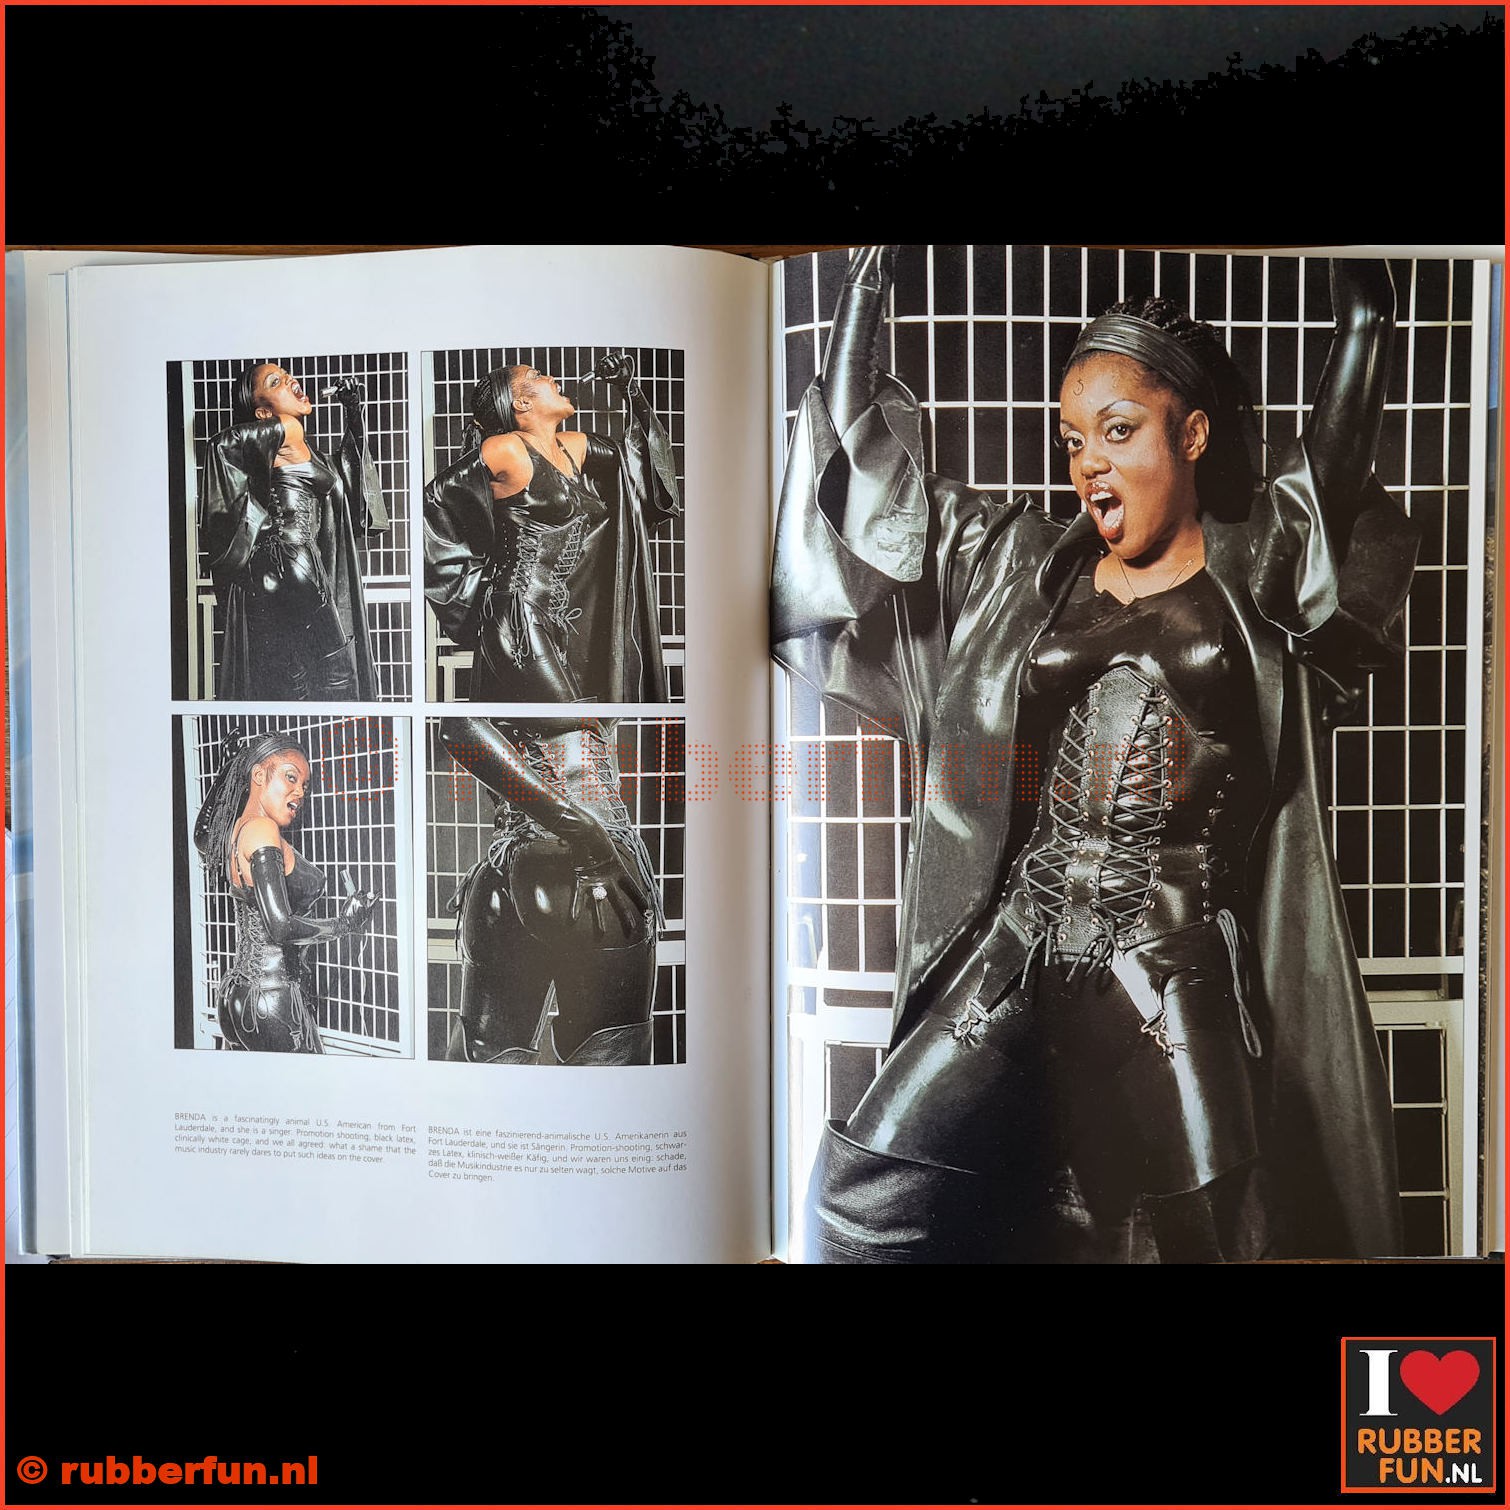 © rubberfun.nl
BRENDA is a fascinatingly animal U.S. American from Fort
Lauderdale, and she is a singer. Promotion shooting, black latex,
clinically white cage, and we all agreed: what a shame that the
music industry rarely dares to put such ideas on the cover.
BRENDA ist eine faszinierend-animalische U.S. Amerikanerin aus
Fort Lauderdale, und sie ist Sängerin. Promotion-shooting, schwar-
zes Latex, klinisch-weißer Käfig, und wir waren uns einig: schade,
daß die Musikindustrie es nur zu selten wagt, solche Motive auf das
Cover zu bringen.
I ♥
RUBBER
FUN.NL
© rubberfun.nl